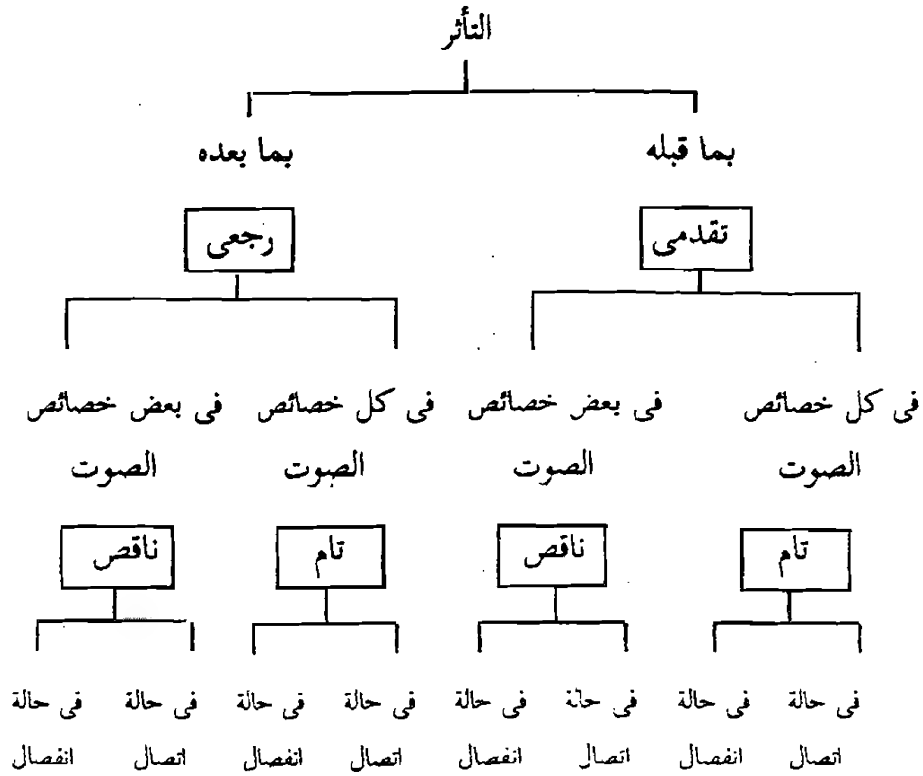 التأثر
بما قبله بما بعده
تقدمى رجعى
فى كل خصائص فى بعض خصائص فى كل خصائص فى بعض خصائص
الصوت الصوت الصوت الصوت
تام ناقص تام ناقص
فى حالة فى حالة فى حالة فى حالة فى حالة فى حالة فى حالة فى حالة
اتصال انفصال اتصال انفصال اتصال انفصال اتصال انفصال